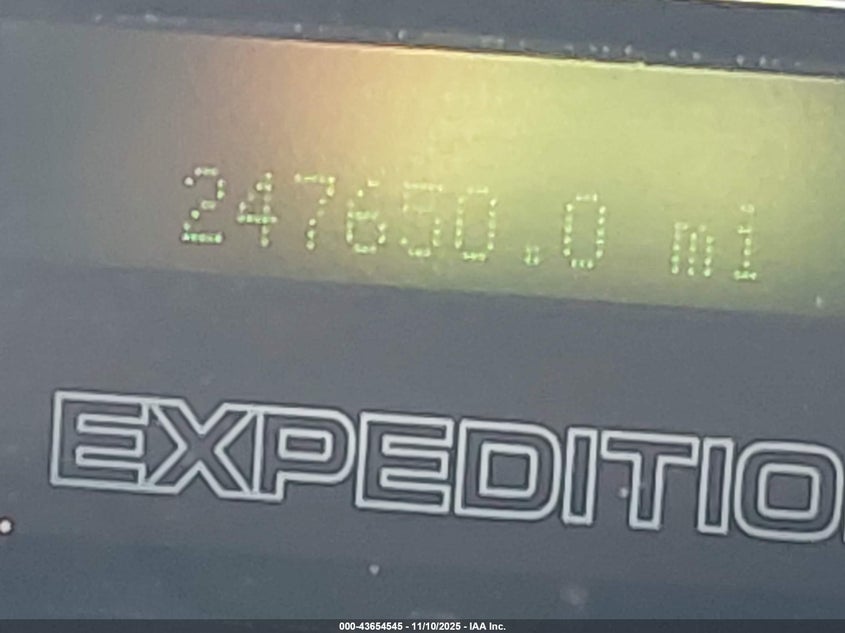 247650.0 mi
EXPEDITIO
000-43654545 - 11/10/2025 - IAA Inc.